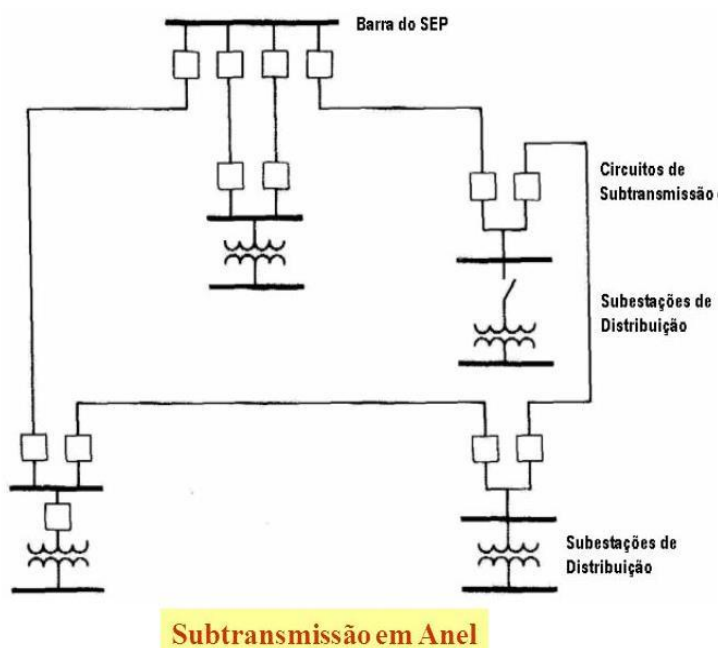 Barra do SEP
Circuitos de
Subtransmissão
Subestações de
Distribuição
Subestações de
Distribuição
Subtransmissão em Anel